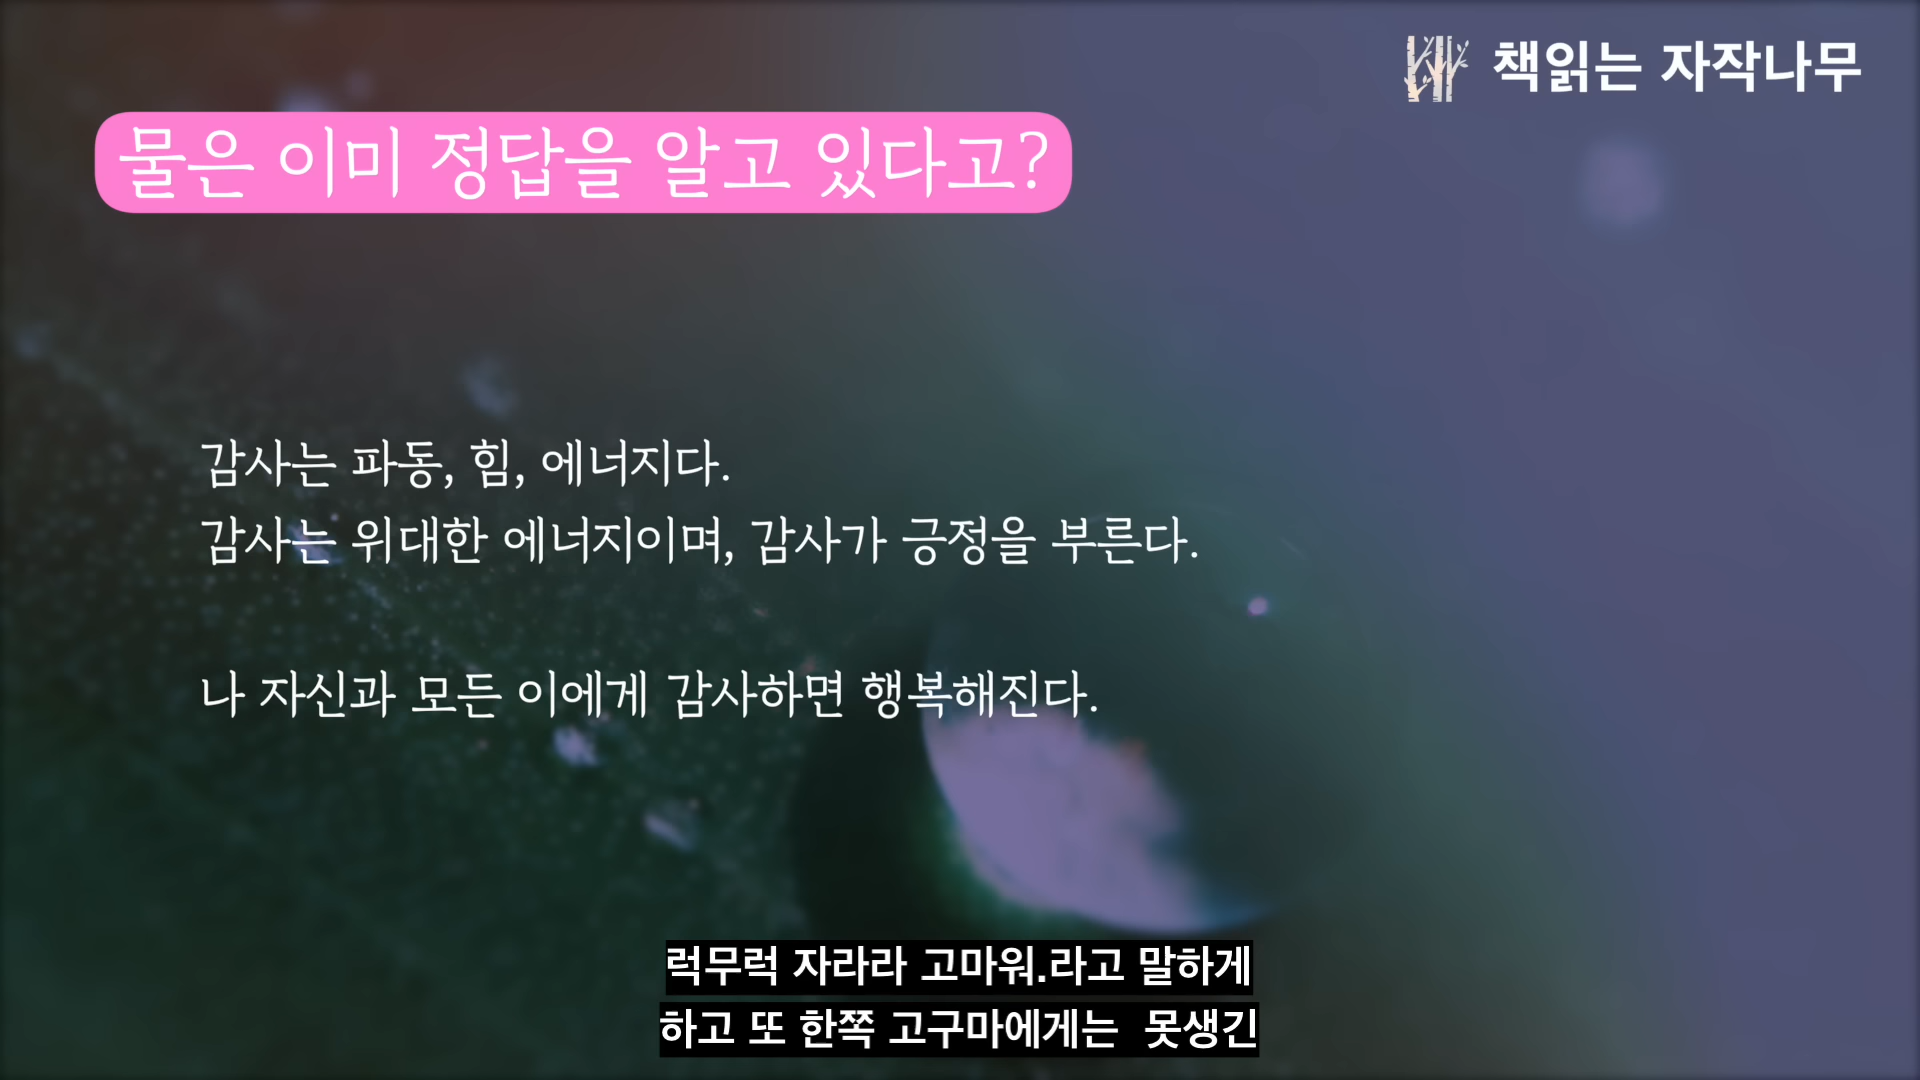 책읽는 자작나무
물은 이미 정답을 알고 있다고?
감사는 파동, 힘, 에너지다.
감사는 위대한 에너지이며, 감사가 긍정을 부른다.
나 자신과 모든 이에게 감사하면 행복해진다.
럭무럭 자라라 고마워.라고 말하게
하고 또 한쪽 고구마에게는  못생긴